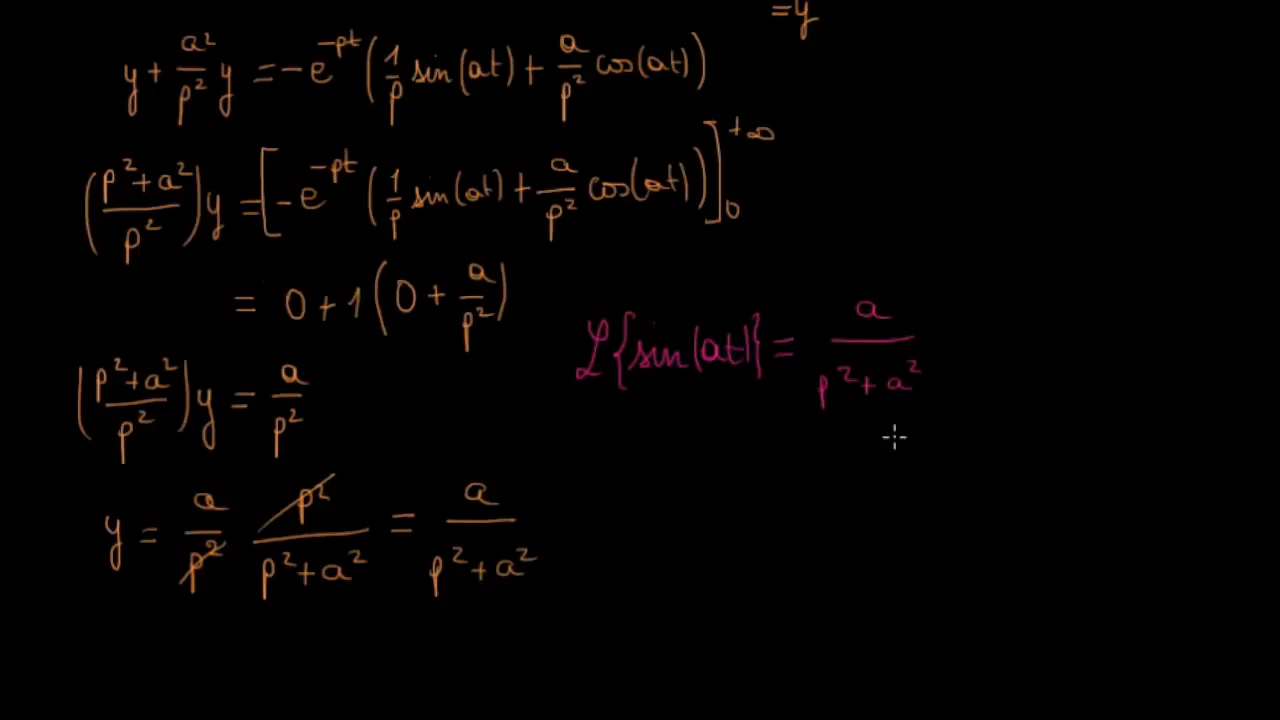 =y
y + a²/p² y = -e^-pt (1/p sin(at) + a/p² cos(at))
((p²+a²)/p²) y = [-e^-pt (1/p sin(at) + a/p² cos(at))]₀^+∞
= 0 + 1 (0 + a/p²)
ℒ{sin(at)} = a/(p²+a²)
((p²+a²)/p²) y = a/p²
y = a/p² p²/(p²+a²) = a/(p²+a²)